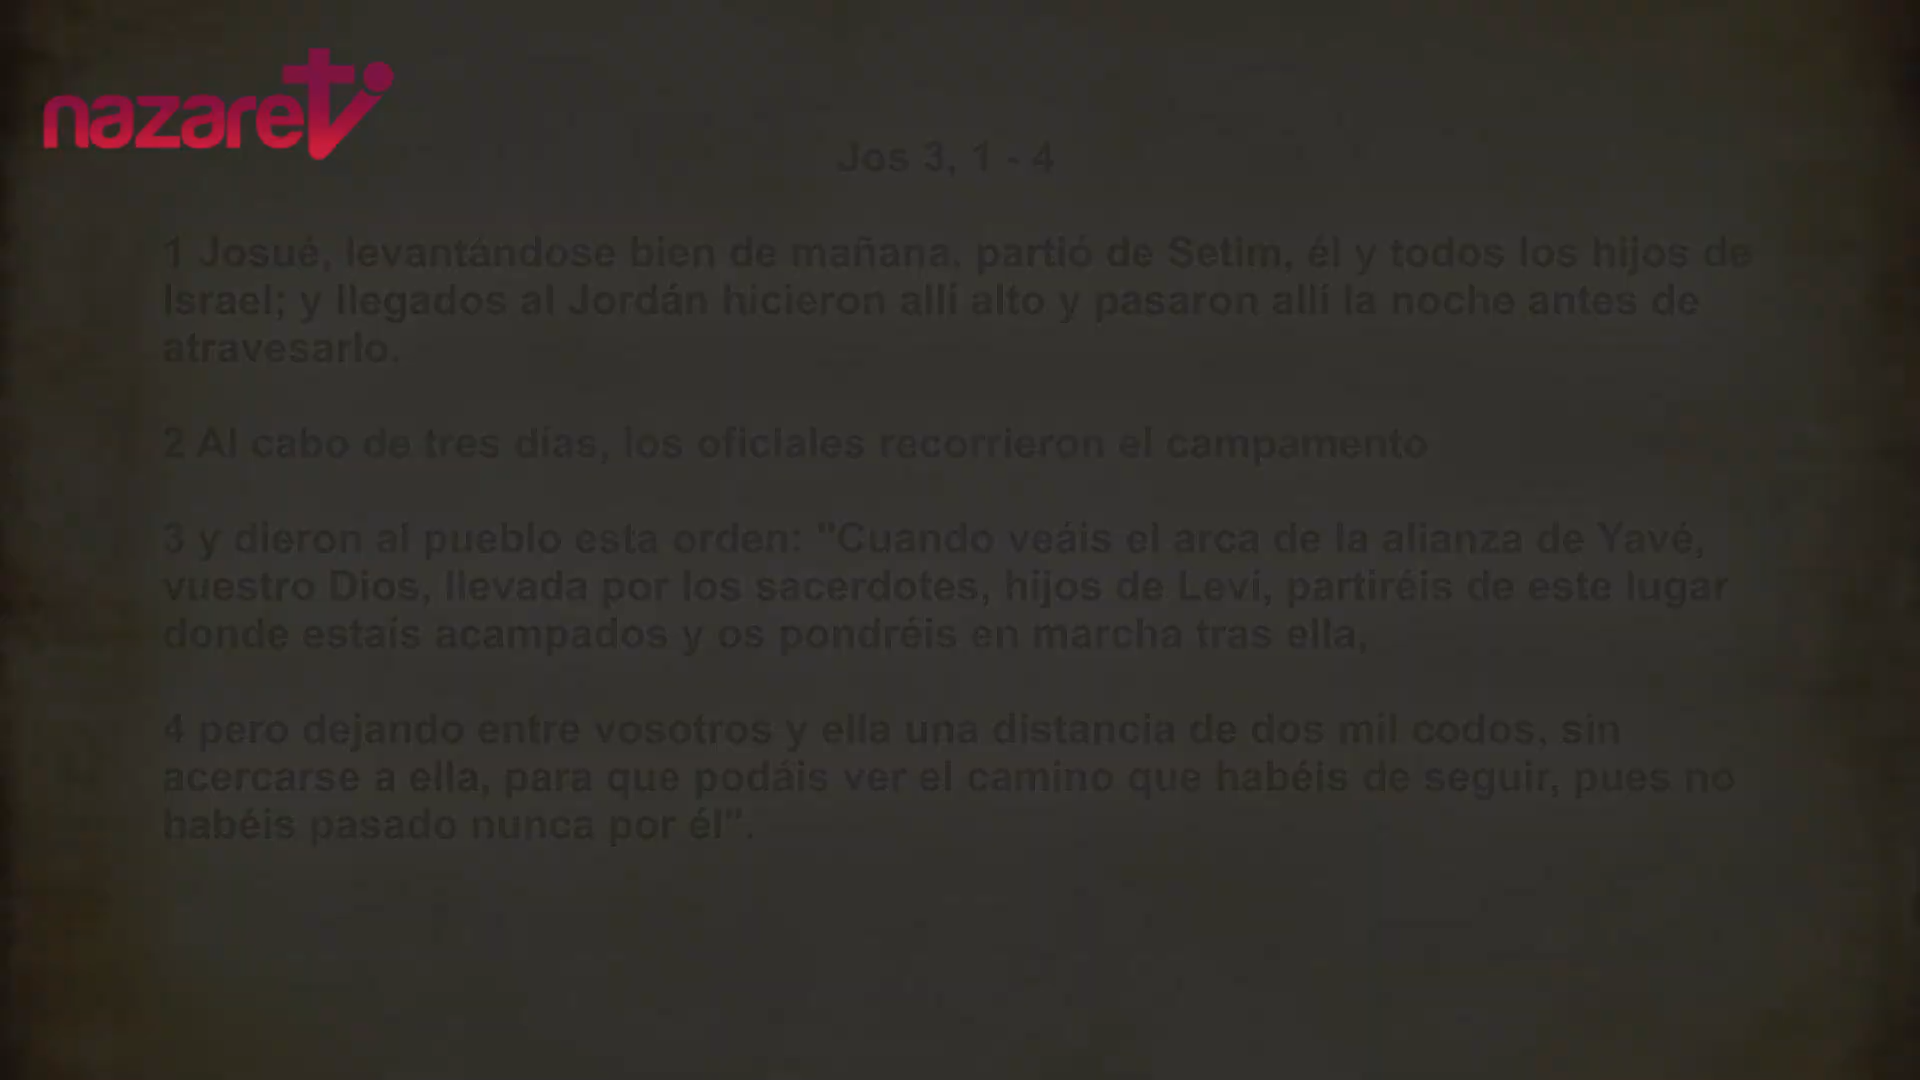 nazaretv
Jos 3, 1 - 4
1 Josué, levantándose bien de mañana, partió de Setim, él y todos los hijos de
Israel; y llegados al Jordán hicieron allí alto y pasaron allí la noche antes de
atravesarlo.
2 Al cabo de tres días, los oficiales recorrieron el campamento
3 y dieron al pueblo esta orden: "Cuando veáis el arca de la alianza de Yavé,
vuestro Dios, llevada por los sacerdotes, hijos de Levi, partiréis de este lugar
donde estais acampados y os pondréis en marcha tras ella,
4 pero dejando entre vosotros y ella una distancia de dos mil codos, sin
acercarse a ella, para que podáis ver el camino que habéis de seguir, pues no
habéis pasado nunca por él".